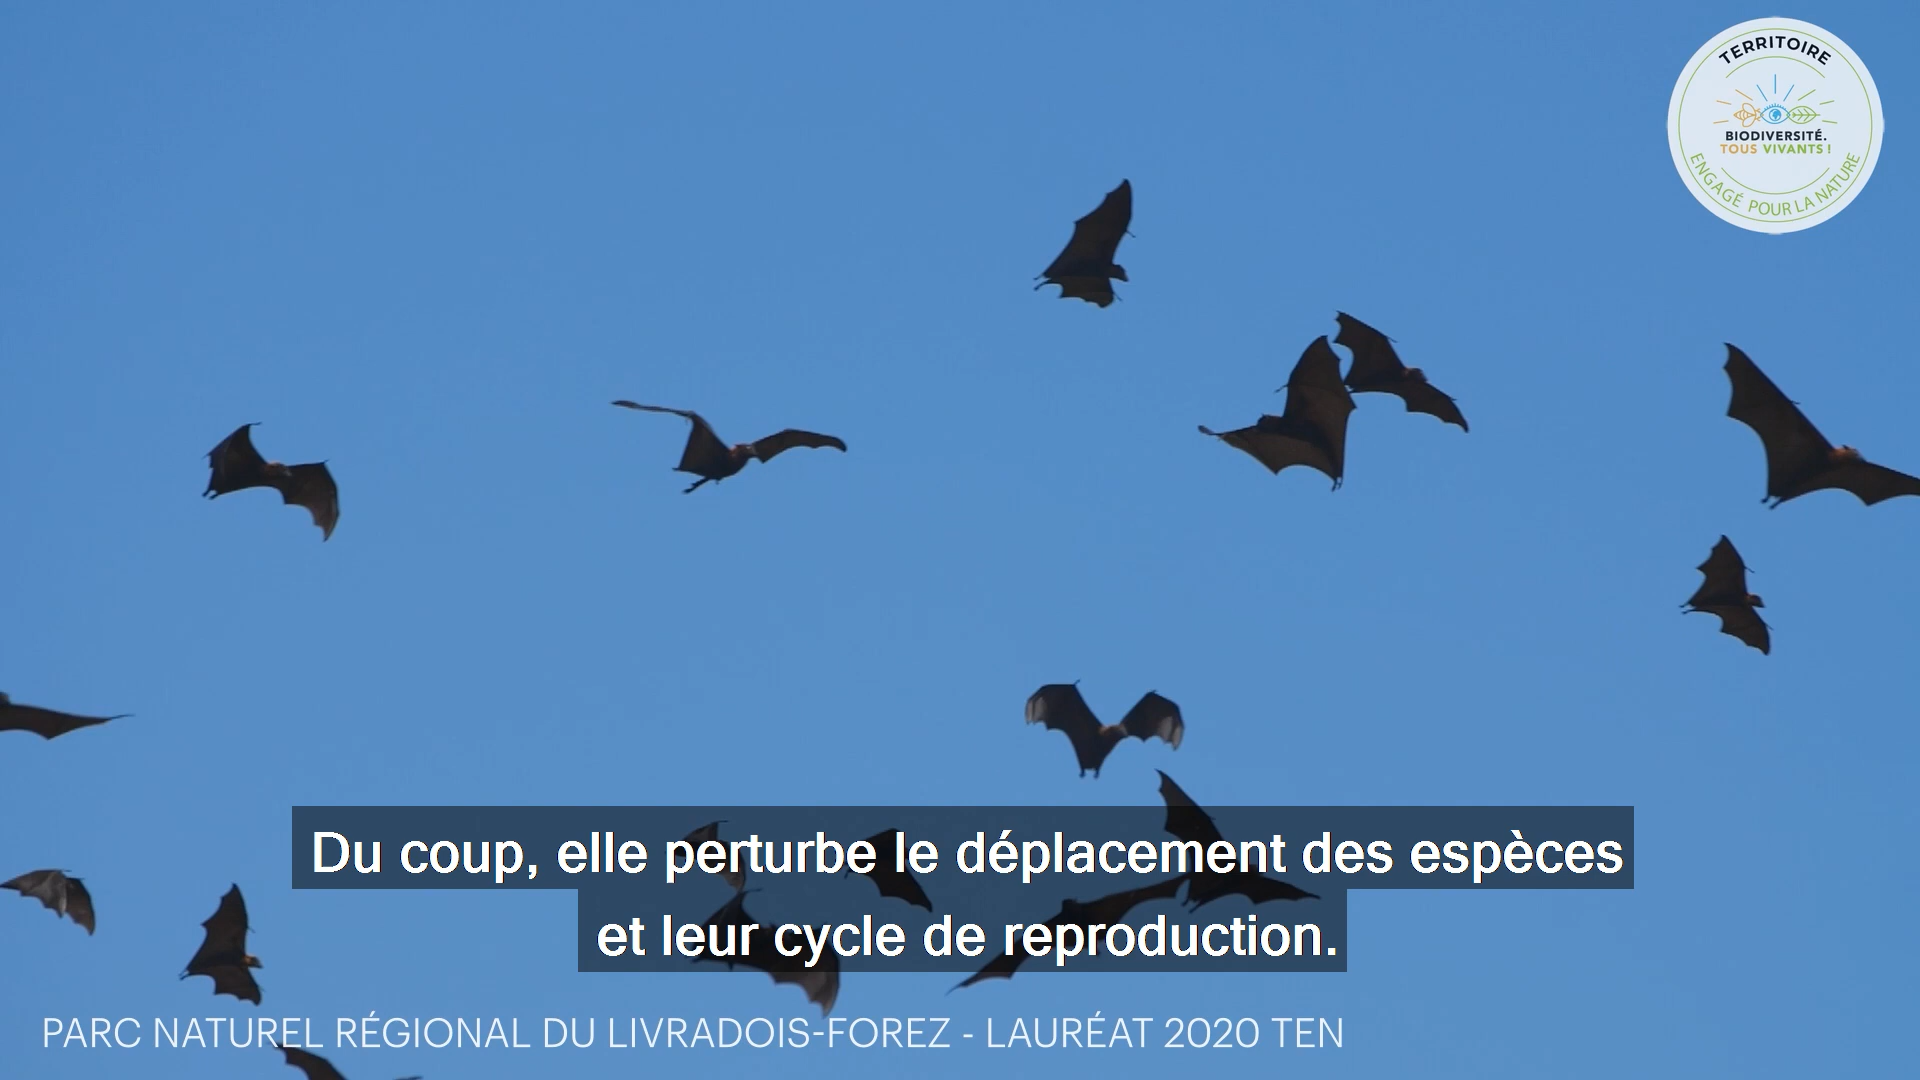 TERRITOIRE
BIODIVERSITÉ.
TOUS VIVANTS !
ENGAGÉ POUR LA NATURE
Du coup, elle perturbe le déplacement des espèces
et leur cycle de reproduction.
PARC NATUREL RÉGIONAL DU LIVRADOIS-FOREZ - LAURÉAT 2020 TEN